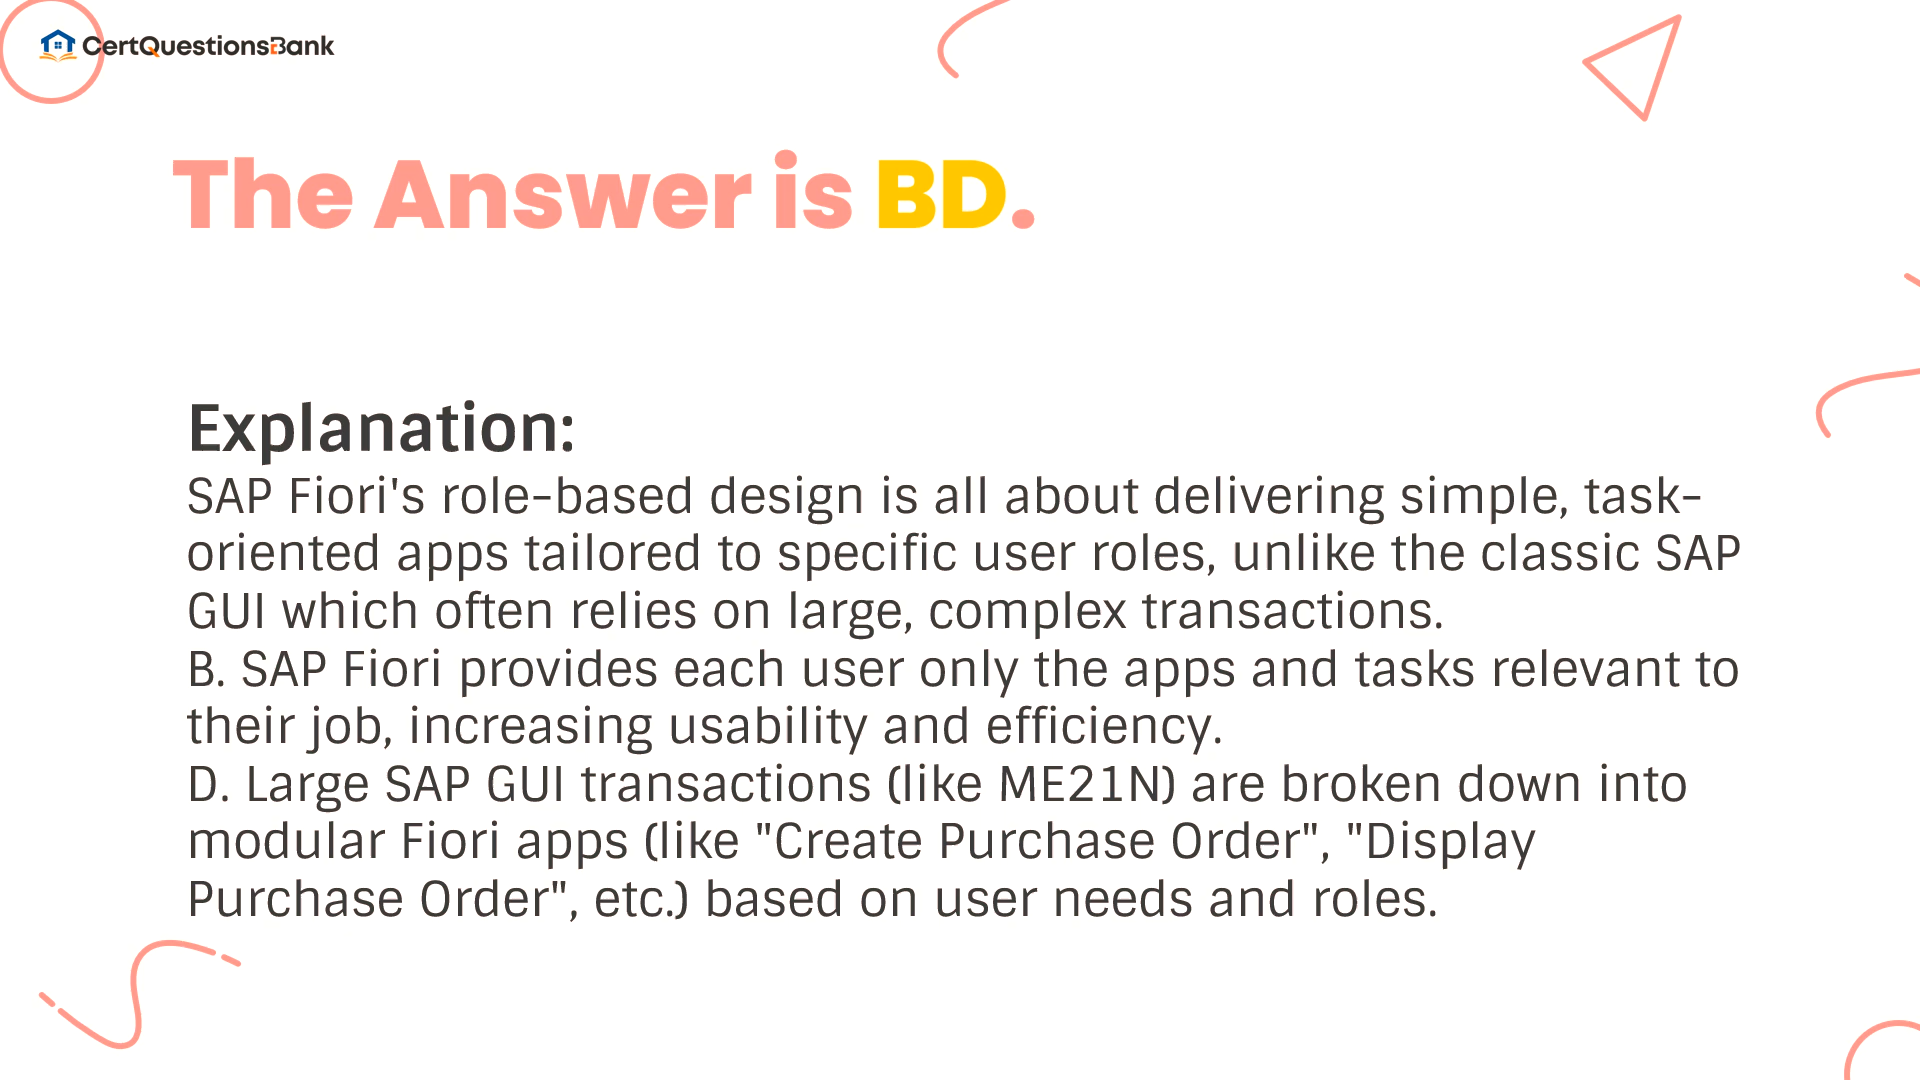 CertQuestionsBank
The Answer is BD.
Explanation:
SAP Fiori's role-based design is all about delivering simple, task-
oriented apps tailored to specific user roles, unlike the classic SAP
GUI which often relies on large, complex transactions.
B. SAP Fiori provides each user only the apps and tasks relevant to
their job, increasing usability and efficiency.
D. Large SAP GUI transactions (like ME21N) are broken down into
modular Fiori apps (like "Create Purchase Order", "Display
Purchase Order", etc.) based on user needs and roles.